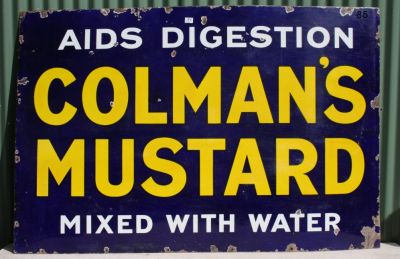 AIDS DIGESTION
COLMAN'S
MUSTARD
MIXED WITH WATER